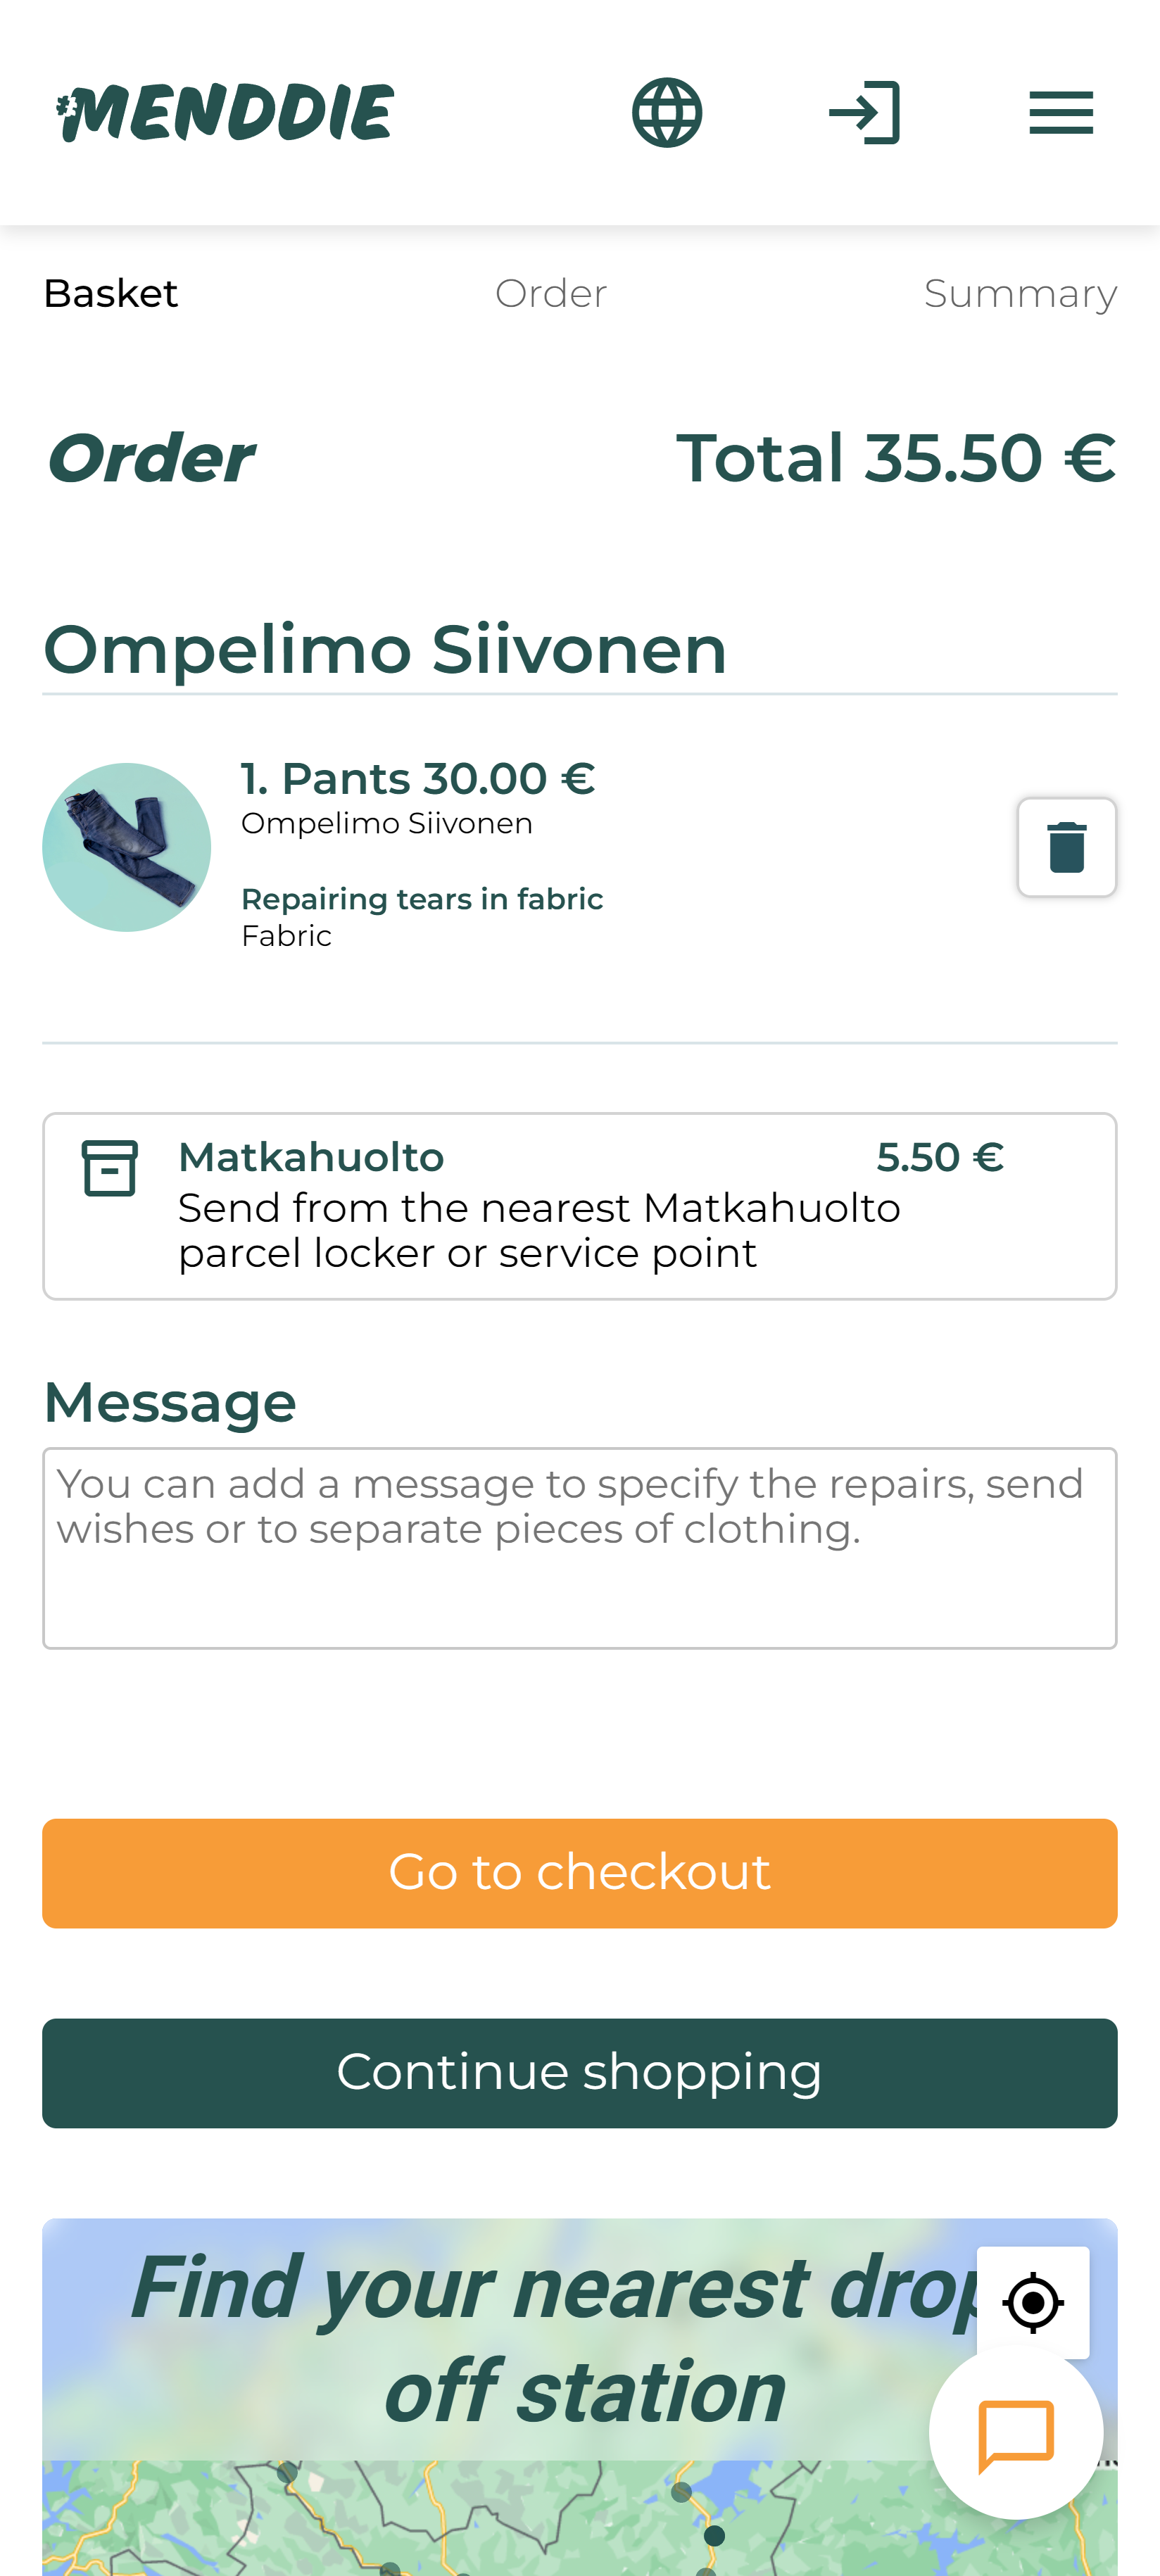 #MENDDIE
Basket Order Summary
Order Total 35.50 €
Ompelimo Siivonen
1. Pants 30.00 €
Ompelimo Siivonen
Repairing tears in fabric
Fabric
Matkahuolto 5.50 €
Send from the nearest Matkahuolto
parcel locker or service point
Message
You can add a message to specify the repairs, send
wishes or to separate pieces of clothing.
Go to checkout
Continue shopping
Find your nearest drop
off station